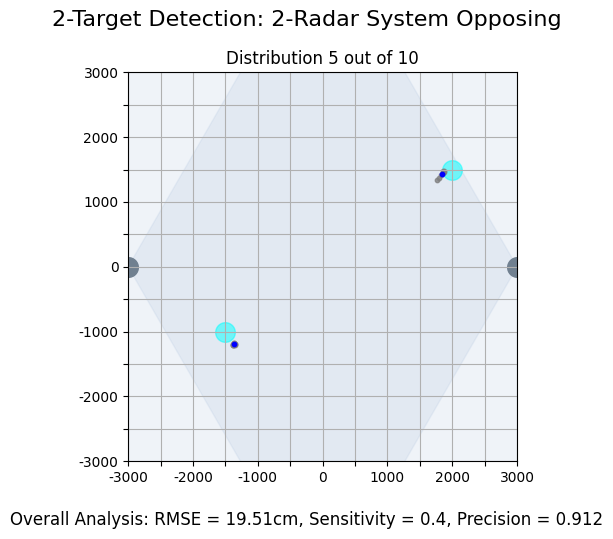 2-Target Detection: 2-Radar System Opposing
Distribution 5 out of 10
3000
2000
1000
0
-1000
-2000
-3000
-3000 -2000 -1000 0 1000 2000 3000
Overall Analysis: RMSE = 19.51cm, Sensitivity = 0.4, Precision = 0.912